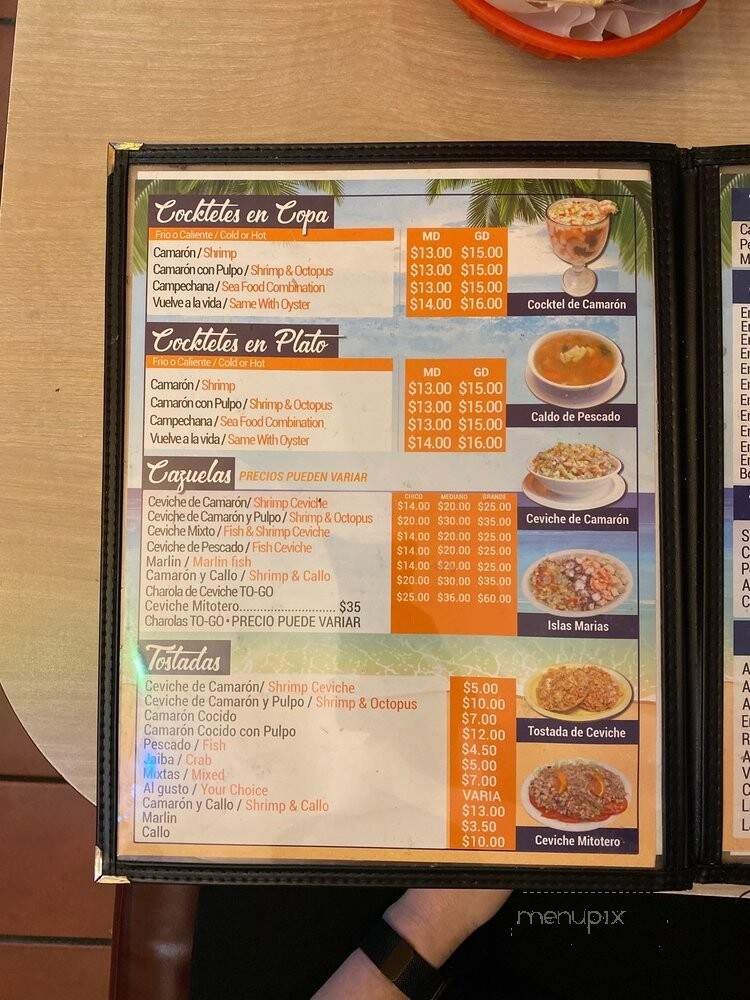 Cockteles en Copa
Frio o Caliente / Cold or Hot
MD GD
Camarón / Shrimp $13.00 $15.00
Camarón con Pulpo / Shrimp & Octopus $13.00 $15.00
Campechana / Sea Food Combination $13.00 $15.00
Vuelve a la vida / Same With Oyster $14.00 $16.00
Cocktel de Camarón
Cockteles en Plato
Frio o Caliente / Cold or Hot
MD GD
Camarón / Shrimp $13.00 $15.00
Camarón con Pulpo / Shrimp & Octopus $13.00 $15.00
Campechana / Sea Food Combination $13.00 $15.00
Vuelve a la vida / Same With Oyster $14.00 $16.00
Caldo de Pescado
Cazuelas PRECIOS PUEDEN VARIAR
CHICO MEDIANO GRANDE
Ceviche de Camarón/ Shrimp Ceviche $14.00 $20.00 $25.00
Ceviche de Camarón y Pulpo / Shrimp & Octopus $20.00 $30.00 $35.00
Ceviche Mixto / Fish & Shrimp Ceviche $14.00 $20.00 $25.00
Ceviche de Pescado / Fish Ceviche $14.00 $20.00 $25.00
Marlin / Marlin fish $14.00 $20.00 $25.00
Camarón y Callo / Shrimp & Callo $20.00 $30.00 $35.00
Charola de Ceviche TO-GO $25.00 $36.00 $60.00
Ceviche Mitotero............................ $35
Charolas TO-GO • PRECIO PUEDE VARIAR
Ceviche de Camarón
Islas Marias
Tostadas
Ceviche de Camarón/ Shrimp Ceviche $5.00
Ceviche de Camarón y Pulpo / Shrimp & Octopus $10.00
Camarón Cocido $7.00
Camarón Cocido con Pulpo $12.00
Pescado / Fish $4.50
Jaiba / Crab $5.00
Mixtas / Mixed $7.00
Al gusto / Your Choice VARIA
Camarón y Callo / Shrimp & Callo $13.00
Marlin $3.50
Callo $10.00
Tostada de Ceviche
Ceviche Mitotero
menupix